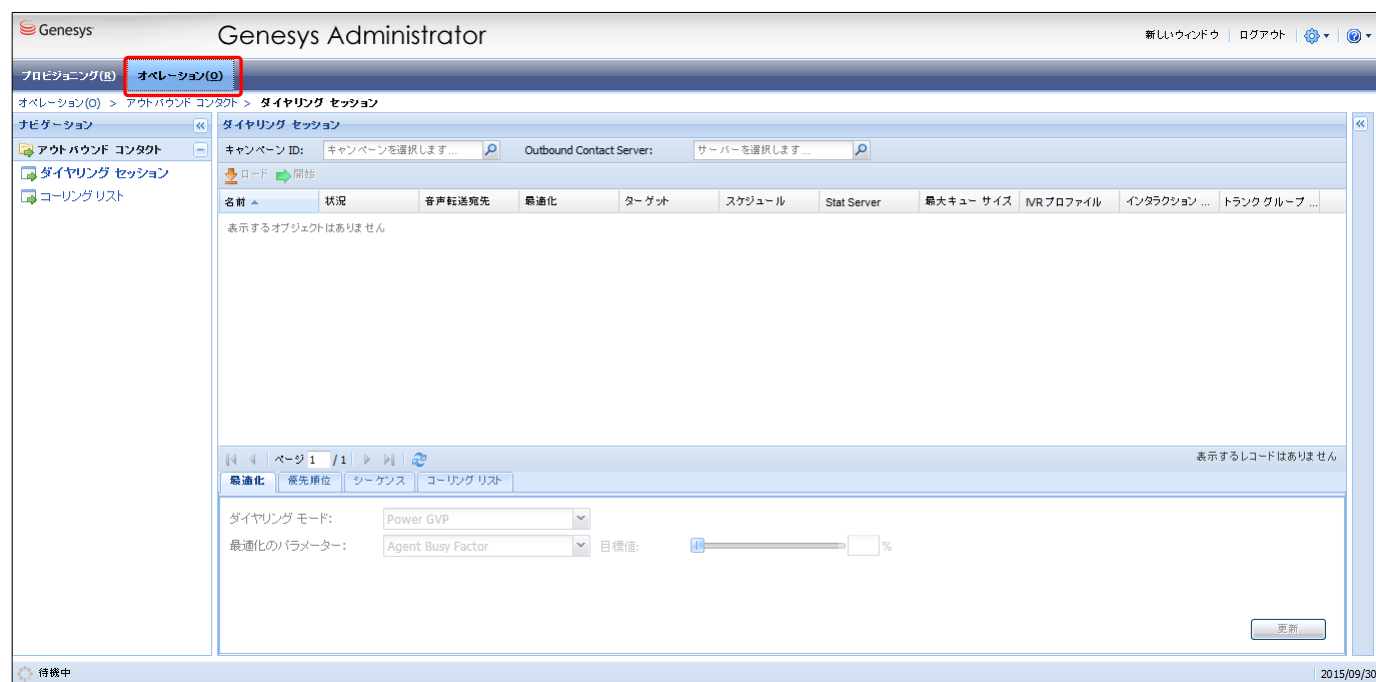 Genesys
Genesys Administrator
新しいウィンドウ | ログアウト
プロビジョニング(R) オペレーション(O)
オペレーション(O) > アウトバウンド コンタクト > ダイヤリング セッション
ナビゲーション
ダイヤリング セッション
アウトバウンド コンタクト
キャンペーン ID: キャンペーンを選択します... Outbound Contact Server: サーバーを選択します...
ダイヤリング セッション
ロード 開始
コーリング リスト
名前 状況 音声転送宛先 最適化 ターゲット スケジュール Stat Server 最大キュー サイズ IVR プロファイル インタラクション ... トランク グループ ...
表示するオブジェクトはありません
ページ 1 / 1
表示するレコードはありません
最適化 優先順位 シーケンス コーリング リスト
ダイヤリング モード: Power GVP
最適化のパラメーター: Agent Busy Factor 目標値: %
更新
待機中
2015/09/30